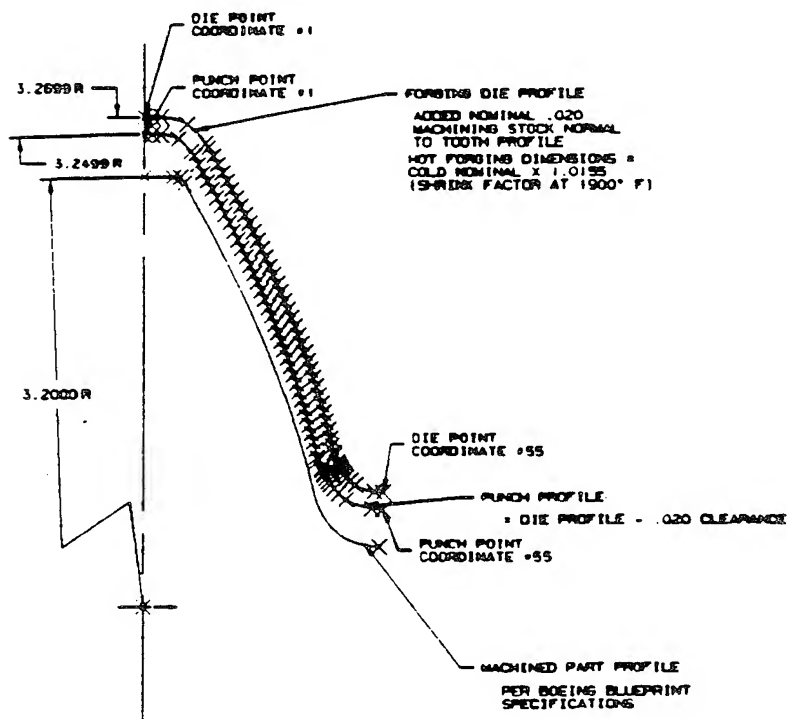 DIE POINT
COORDINATE #1
PUNCH POINT
COORDINATE #1
3.2699 R
3.2499 R
3.2000 R
FORGING DIE PROFILE
ADDED NOMINAL .020
MACHINING STOCK NORMAL
TO TOOTH PROFILE
HOT FORGING DIMENSIONS =
COLD NOMINAL X 1.0155
(SHRINK FACTOR AT 1900° F)
DIE POINT
COORDINATE #55
PUNCH PROFILE
= DIE PROFILE - .020 CLEARANCE
PUNCH POINT
COORDINATE #55
MACHINED PART PROFILE
PER BOEING BLUEPRINT
SPECIFICATIONS